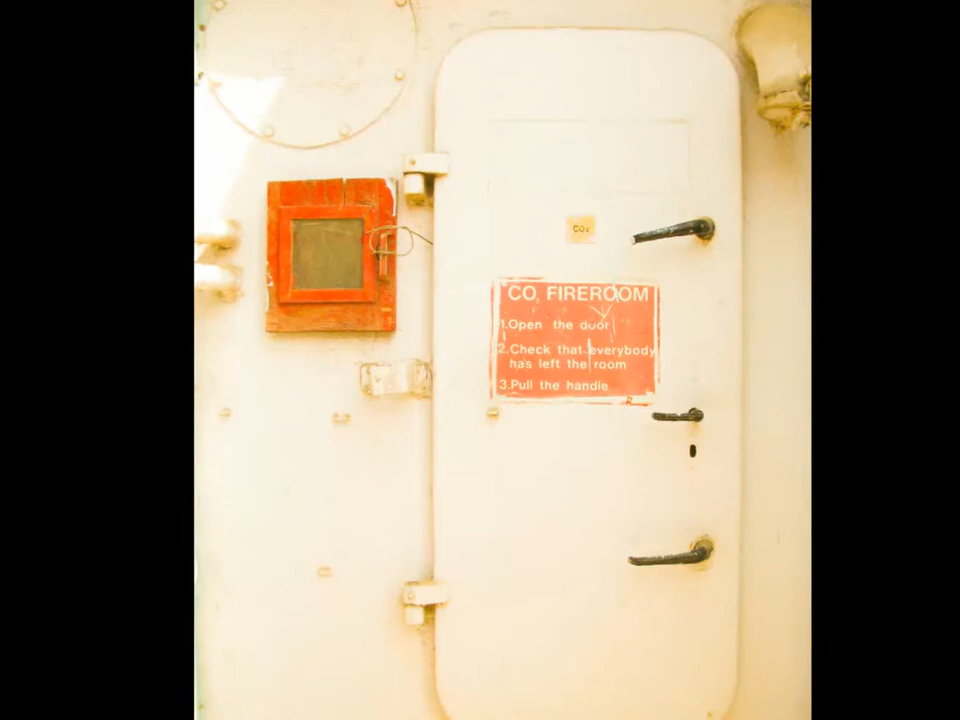 CO₂
CO₂ FIREROOM
1.Open the door
2.Check that everybody
has left the room
3.Pull the handle